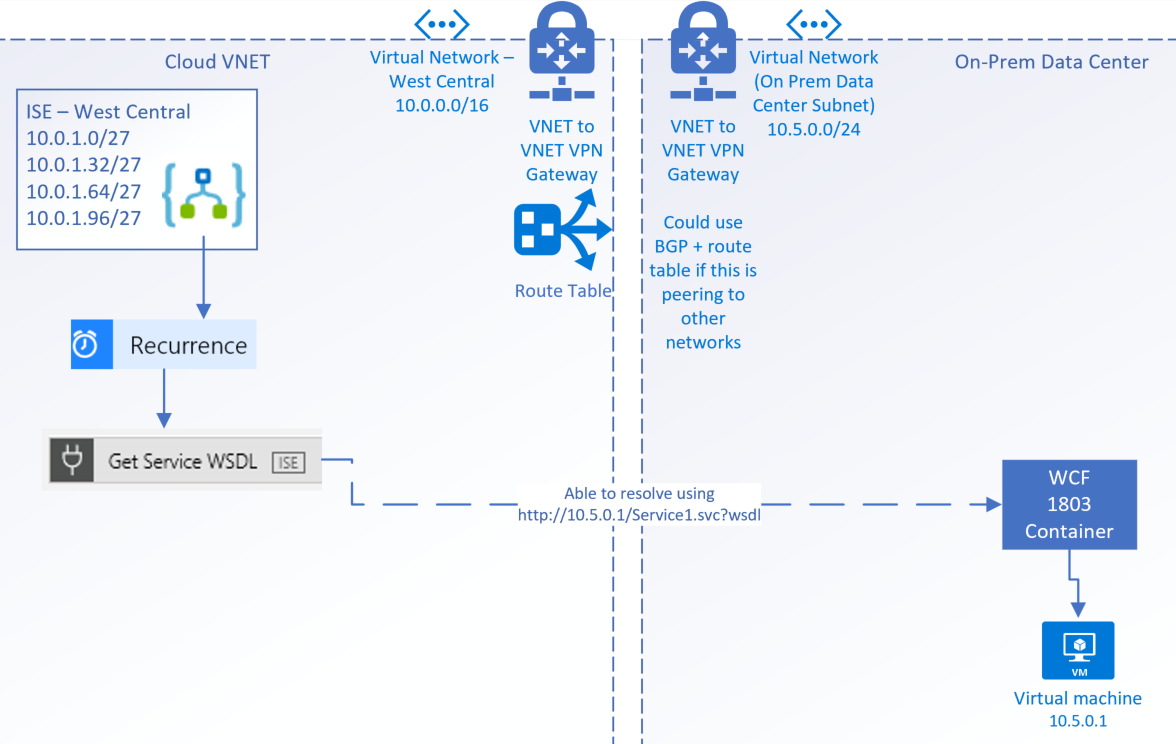 Cloud VNET
Virtual Network –
West Central
10.0.0.0/16
ISE – West Central
10.0.1.0/27
10.0.1.32/27
10.0.1.64/27
10.0.1.96/27
VNET to
VNET VPN
Gateway
Route Table
Recurrence
Get Service WSDL
ISE
Able to resolve using
http://10.5.0.1/Service1.svc?wsdl
Virtual Network
(On Prem Data
Center Subnet)
10.5.0.0/24
On-Prem Data Center
VNET to
VNET VPN
Gateway
Could use
BGP + route
table if this is
peering to
other
networks
WCF
1803
Container
VM
Virtual machine
10.5.0.1